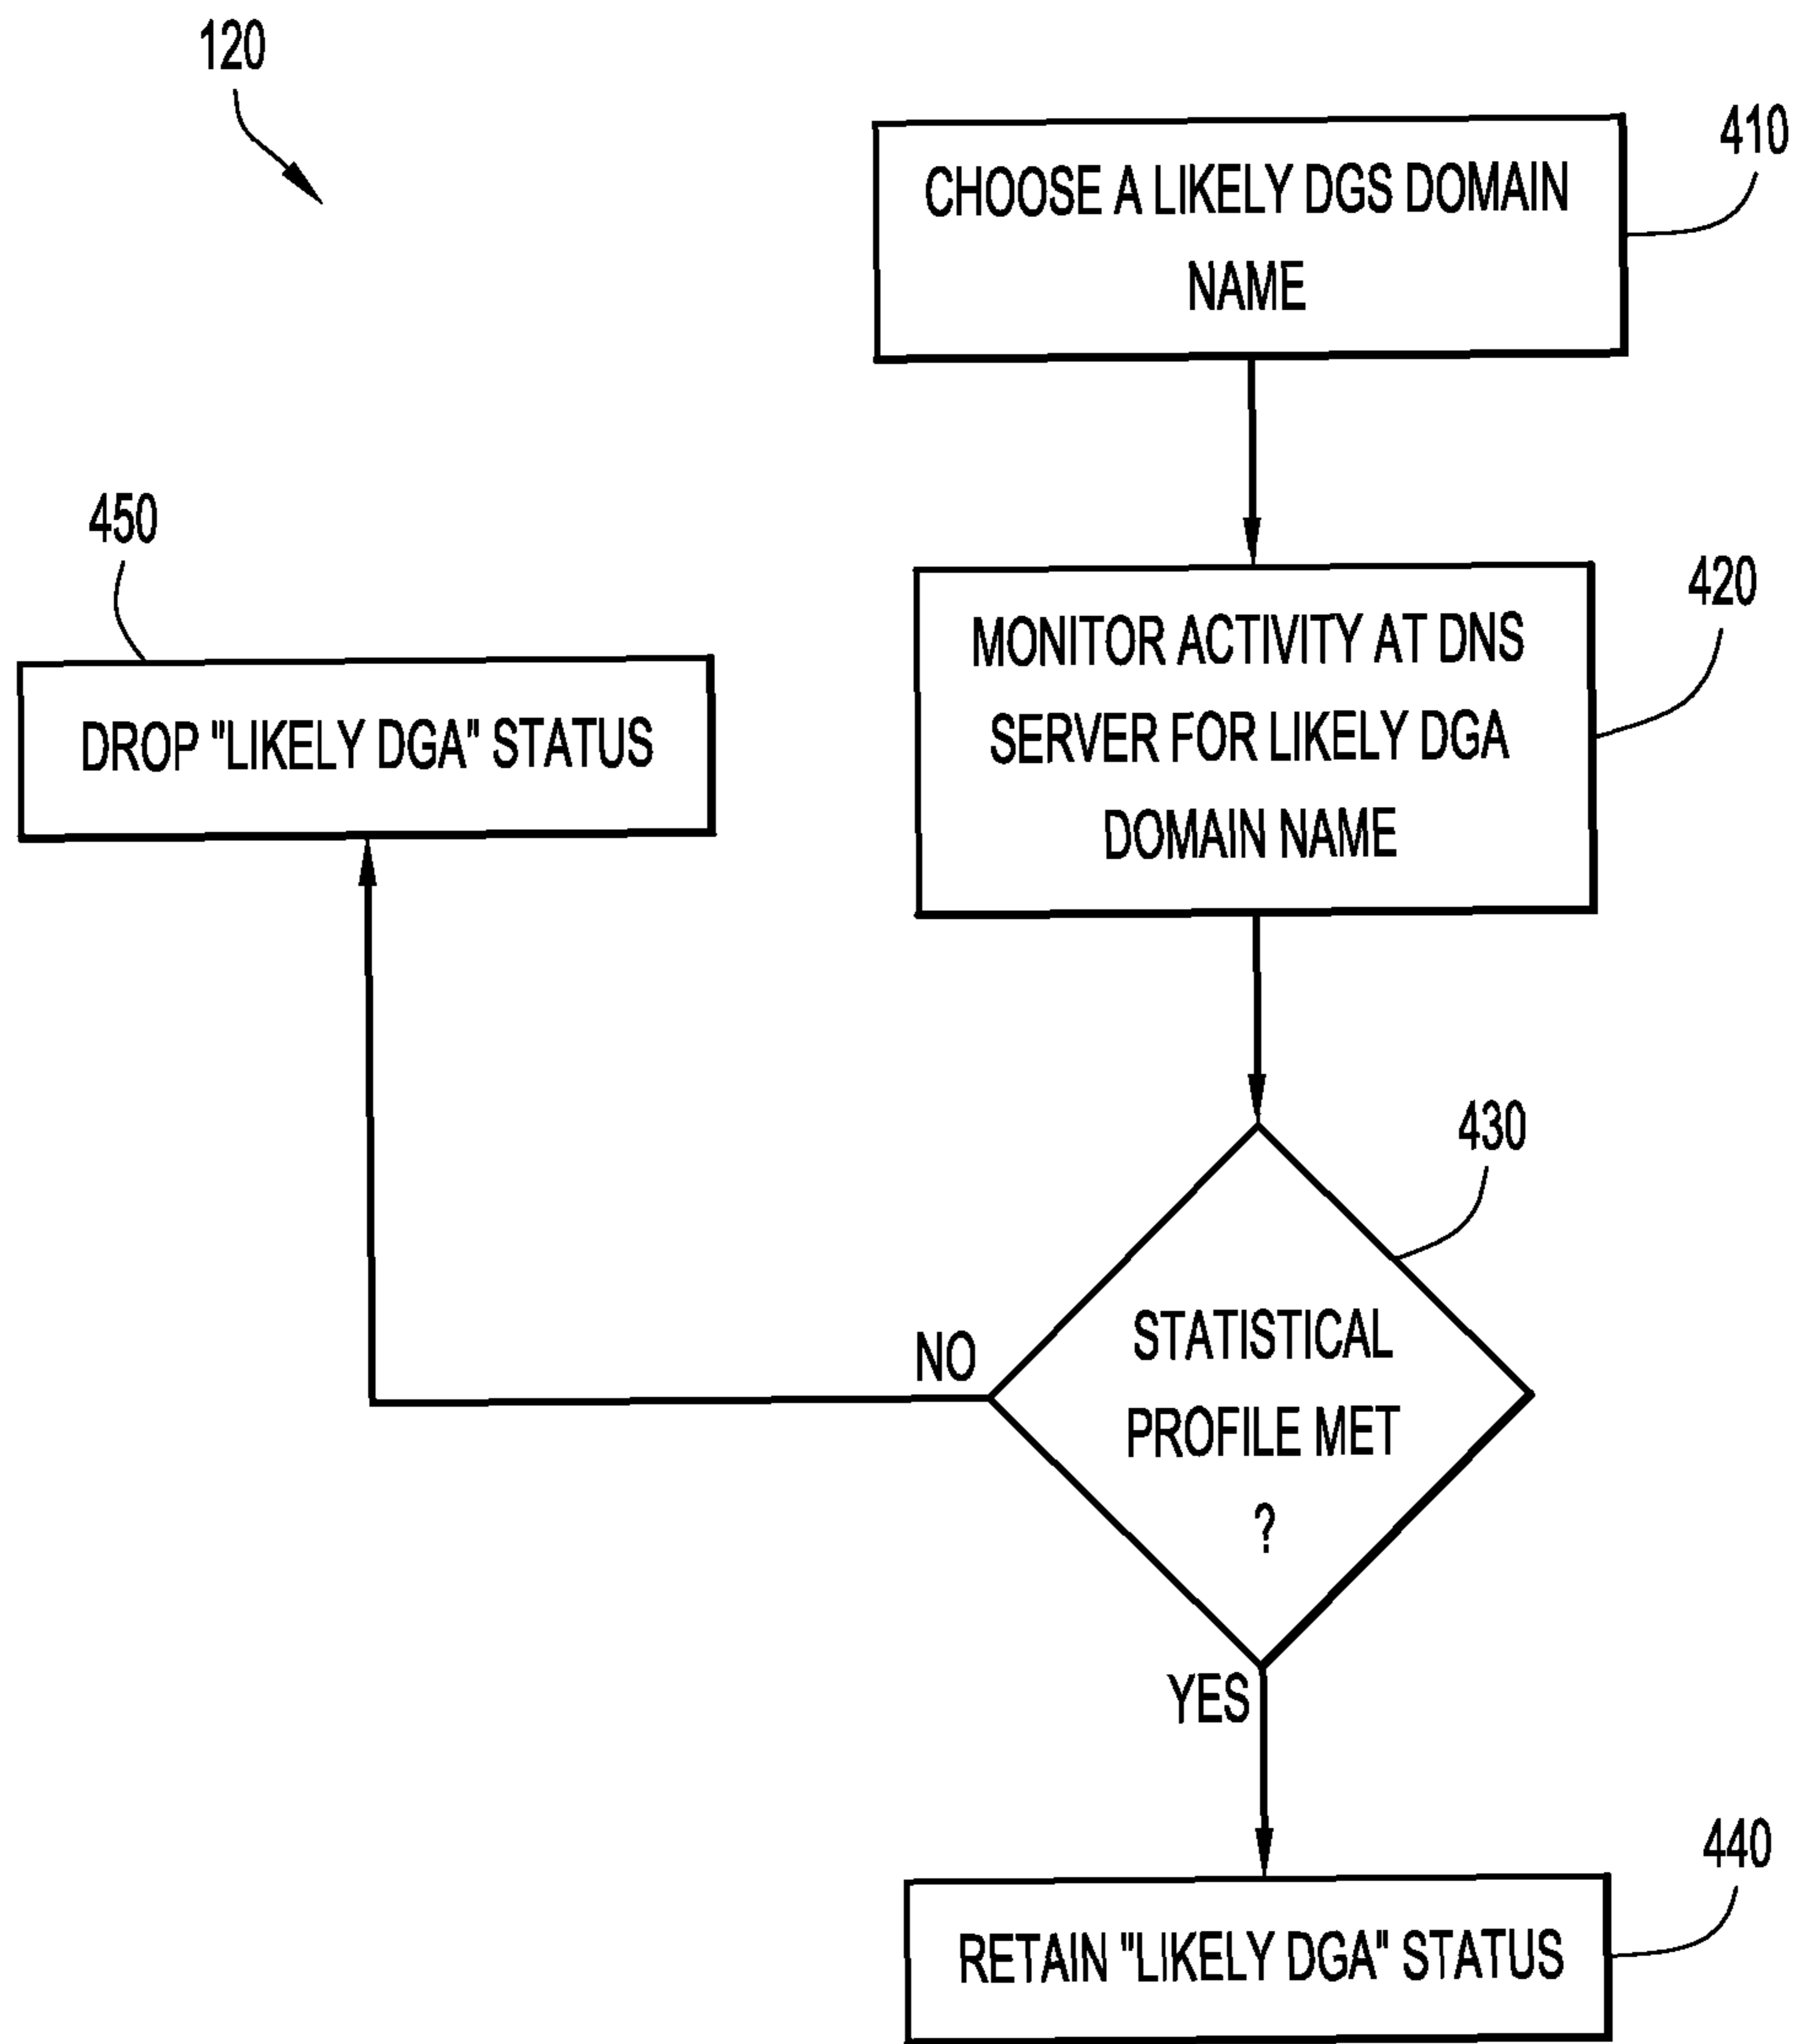 120
410
CHOOSE A LIKELY DGS DOMAIN
NAME
420
MONITOR ACTIVITY AT DNS
SERVER FOR LIKELY DGA
DOMAIN NAME
450
DROP "LIKELY DGA" STATUS
430
STATISTICAL
PROFILE MET
?
NO
YES
440
RETAIN "LIKELY DGA" STATUS